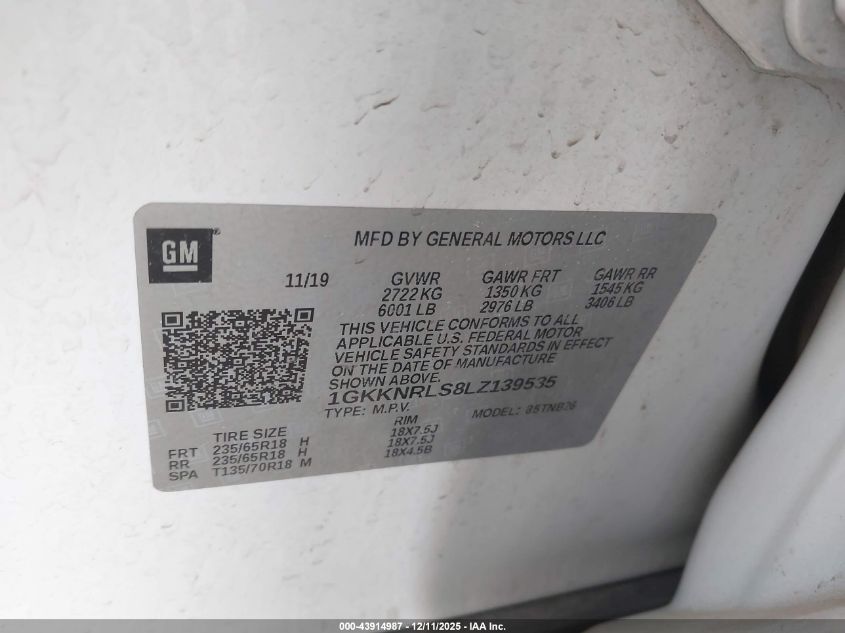 GM
MFD BY GENERAL MOTORS LLC
11/19 GVWR GAWR FRT GAWR RR
2722 KG 1350 KG 1545 KG
6001 LB 2976 LB 3406 LB
THIS VEHICLE CONFORMS TO ALL
APPLICABLE U.S. FEDERAL MOTOR
VEHICLE SAFETY STANDARDS IN EFFECT
ON THE DATE OF MANUFACTURE
SHOWN ABOVE.
1GKKNRLS8LZ139535
TYPE: M.P.V. MODEL:
TIRE SIZE RIM
FRT 235/65R18 H 18X7.5J
RR 235/65R18 H 18X7.5J
SPA T135/70R18 M 18X4.5B
000-43914987 - 12/11/2025 - IAA Inc.